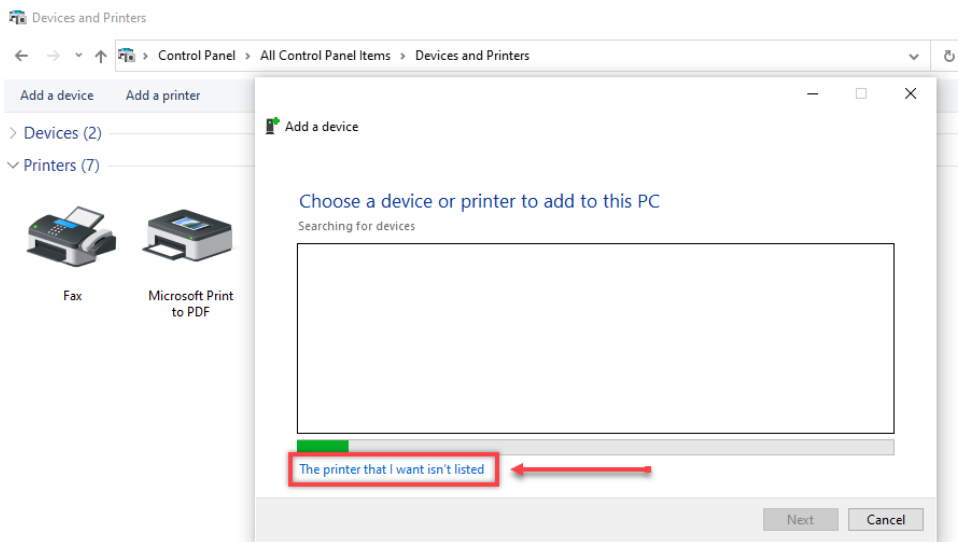 Devices and Printers
Control Panel > All Control Panel Items > Devices and Printers
Add a device Add a printer
Devices (2)
Printers (7)
Fax
Microsoft Print
to PDF
Add a device
Choose a device or printer to add to this PC
Searching for devices
The printer that I want isn't listed
Next Cancel